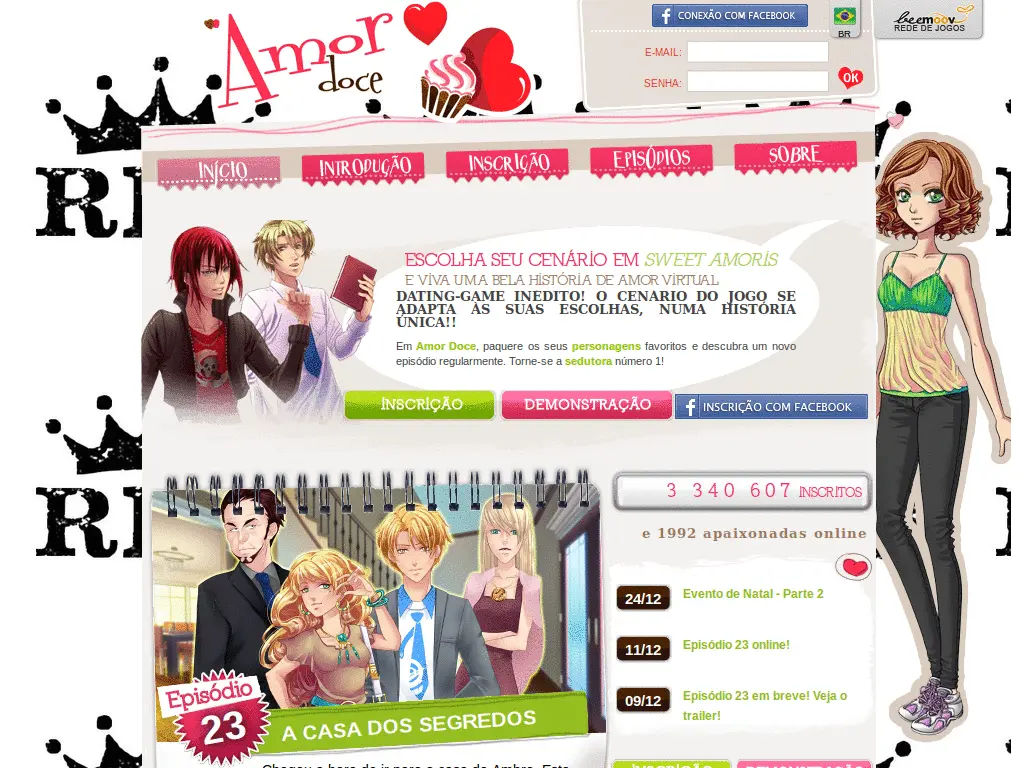 Amor
doce
CONEXÃO COM FACEBOOK
BR
beemoov
REDE DE JOGOS
E-MAIL:
SENHA:
OK
INÍCIO
INTRODUÇÃO
INSCRIÇÃO
EPISÓDIOS
SOBRE
ESCOLHA SEU CENÁRIO EM SWEET AMORIS
E VIVA UMA BELA HISTÓRIA DE AMOR VIRTUAL
DATING-GAME INEDITO! O CENARIO DO JOGO SE
ADAPTA ÀS SUAS ESCOLHAS, NUMA HISTÓRIA
ÚNICA!!
Em Amor Doce, paquere os seus personagens favoritos e descubra um novo
episódio regularmente. Torne-se a sedutora número 1!
INSCRIÇÃO
DEMONSTRAÇÃO
INSCRIÇÃO COM FACEBOOK
3 340 607 INSCRITOS
e 1992 apaixonadas online
24/12 Evento de Natal - Parte 2
11/12 Episódio 23 online!
09/12 Episódio 23 em breve! Veja o
trailer!
Episódio
23
A CASA DOS SEGREDOS
INSCRIÇÃO
DEMONSTRAÇÃO